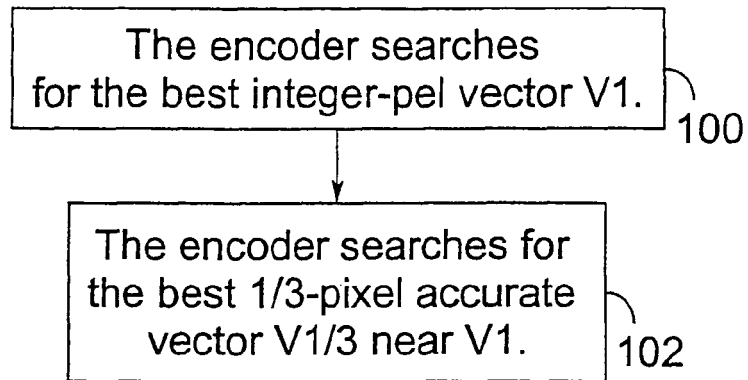 The encoder searches
for the best integer-pel vector V1.
100
The encoder searches for
the best 1/3-pixel accurate
vector V1/3 near V1.
102